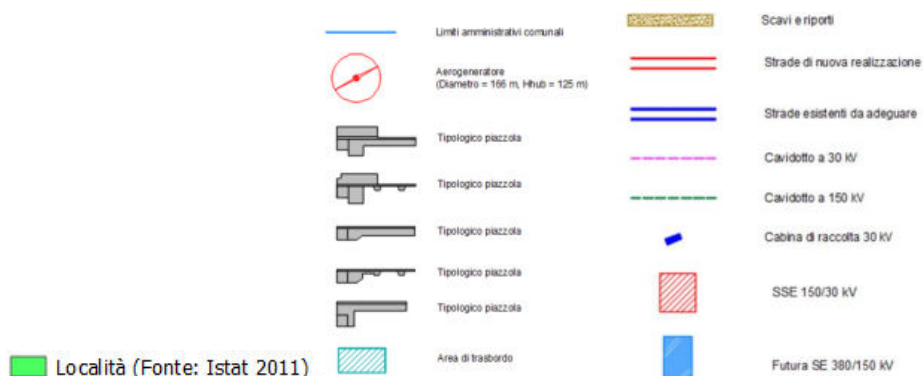 Limiti amministrativi comunali
Aerogeneratore
(Diametro = 166 m, Hhub = 125 m)
Tipologico piazzola
Tipologico piazzola
Tipologico piazzola
Tipologico piazzola
Tipologico piazzola
Area di trasbordo
Località (Fonte: Istat 2011)
Scavi e riporti
Strade di nuova realizzazione
Strade esistenti da adeguare
Cavidotto a 30 kV
Cavidotto a 150 kV
Cabina di raccolta 30 kV
SSE 150/30 kV
Futura SE 380/150 kV